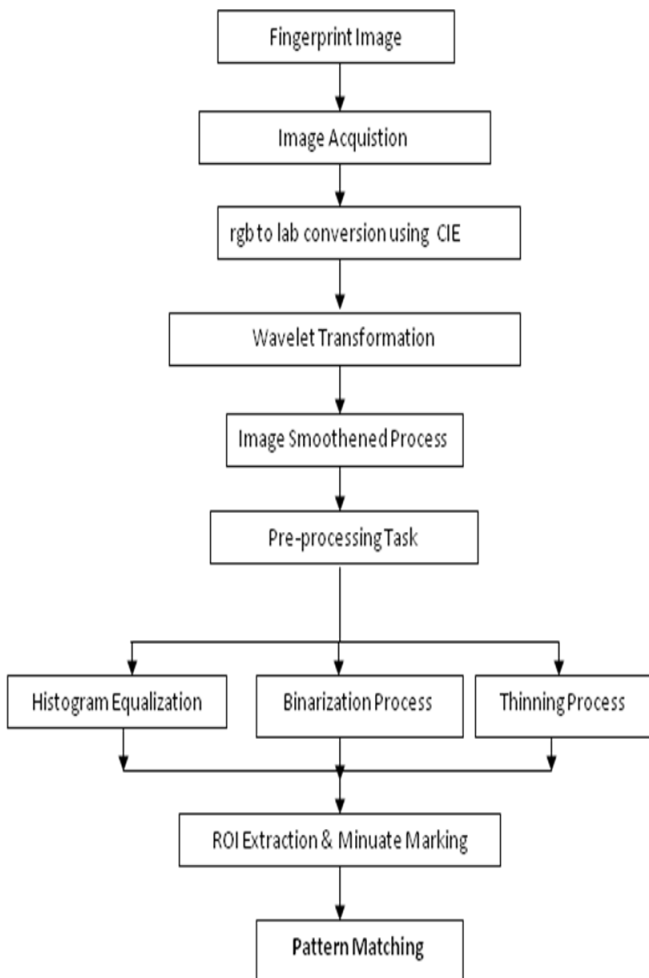 Fingerprint Image
Image Acquistion
rgb to lab conversion using CIE
Wavelet Transformation
Image Smoothened Process
Pre-processing Task
Histogram Equalization
Binarization Process
Thinning Process
ROI Extraction & Minuate Marking
Pattern Matching